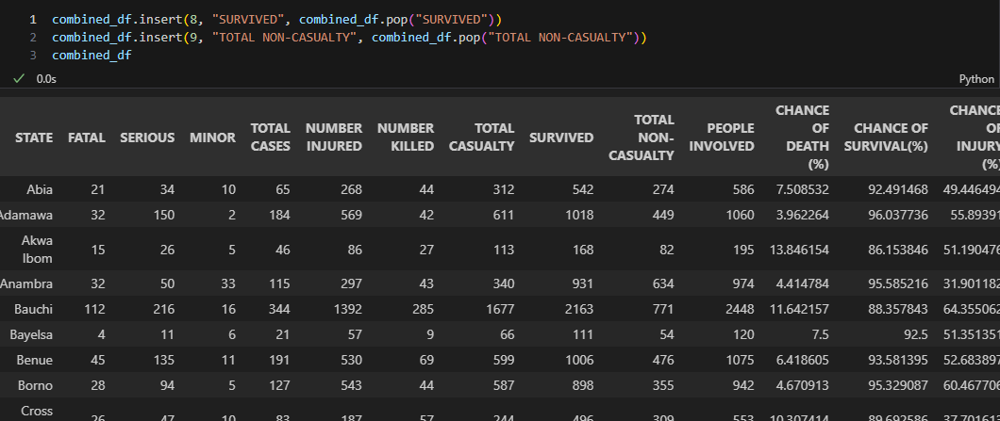 1 combined_df.insert(8, "SURVIVED", combined_df.pop("SURVIVED"))
2 combined_df.insert(9, "TOTAL NON-CASUALTY", combined_df.pop("TOTAL NON-CASUALTY"))
3 combined_df
0.0s Python
STATE FATAL SERIOUS MINOR TOTAL CASES NUMBER INJURED NUMBER KILLED TOTAL CASUALTY SURVIVED TOTAL NON-CASUALTY PEOPLE INVOLVED CHANCE OF DEATH (%) CHANCE OF SURVIVAL(%) CHANCE OF INJURY (%)
Abia 21 34 10 65 268 44 312 542 274 586 7.508532 92.491468 49.446494
Adamawa 32 150 2 184 569 42 611 1018 449 1060 3.962264 96.037736 55.89391
Akwa Ibom 15 26 5 46 86 27 113 168 82 195 13.846154 86.153846 51.190476
Anambra 32 50 33 115 297 43 340 931 634 974 4.414784 95.585216 31.901182
Bauchi 112 216 16 344 1392 285 1677 2163 771 2448 11.642157 88.357843 64.355062
Bayelsa 4 11 6 21 57 9 66 111 54 120 7.5 92.5 51.351351
Benue 45 135 11 191 530 69 599 1006 476 1075 6.418605 93.581395 52.683897
Borno 28 94 5 127 543 44 587 898 355 942 4.670913 95.329087 60.467706
Cross 26 47 10 83 187 57 244 496 309 553 10.307414 89.692586 37.701613